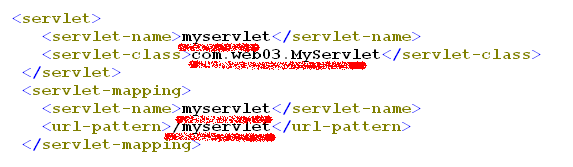 <servlet>
<servlet-name>myservlet</servlet-name>
<servlet-class>com.web03.MyServlet</servlet-class>
</servlet>
<servlet-mapping>
<servlet-name>myservlet</servlet-name>
<url-pattern>/myservlet</url-pattern>
</servlet-mapping>